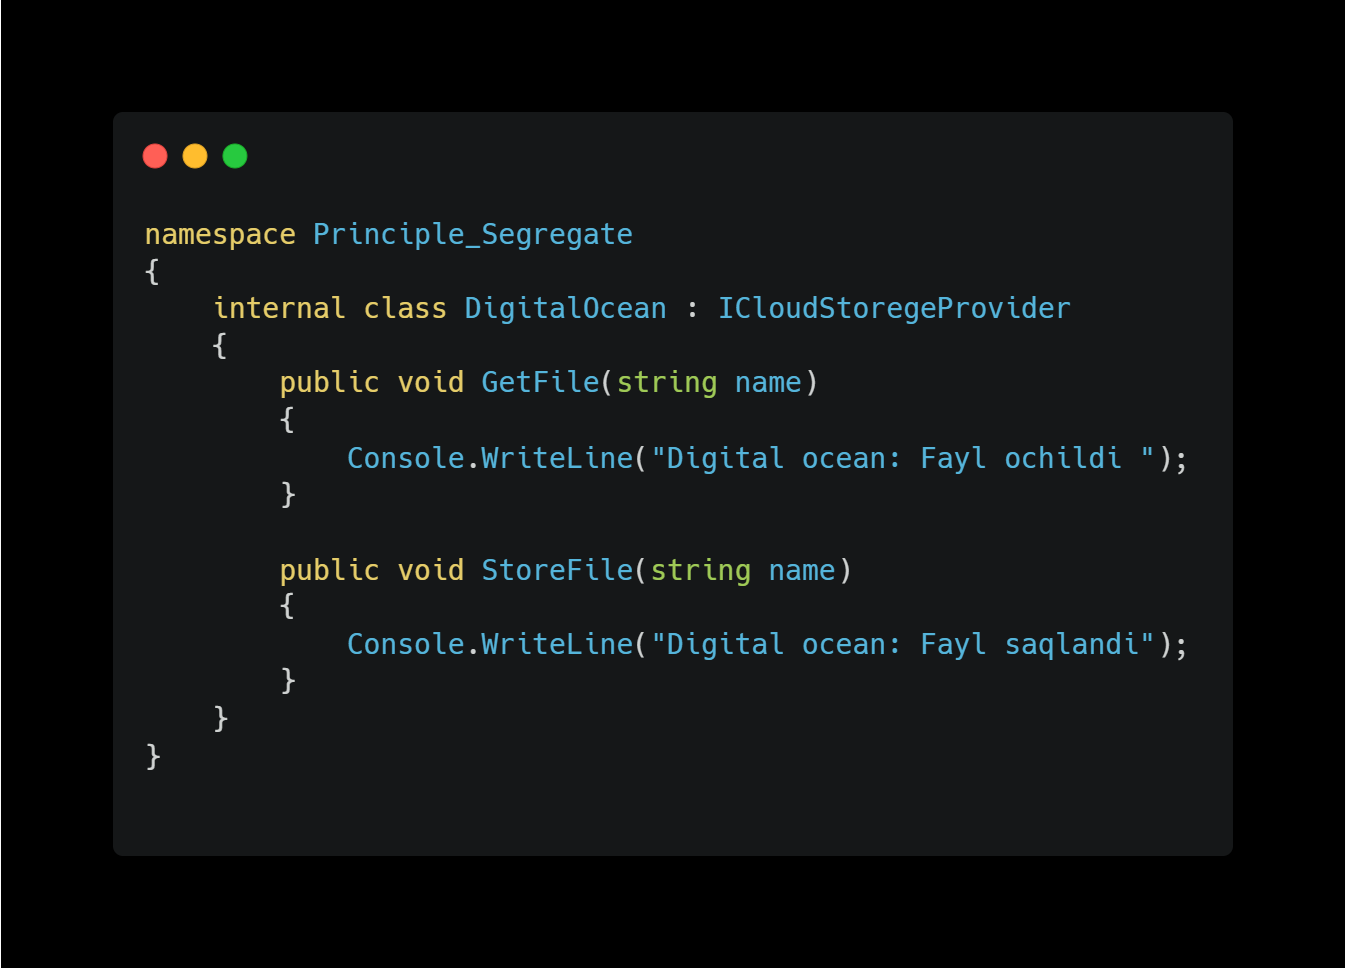 namespace Principle_Segregate
{
    internal class DigitalOcean : ICloudStoregeProvider
    {
        public void GetFile(string name)
        {
            Console.WriteLine("Digital ocean: Fayl ochildi ");
        }

        public void StoreFile(string name)
        {
            Console.WriteLine("Digital ocean: Fayl saqlandi");
        }
    }
}